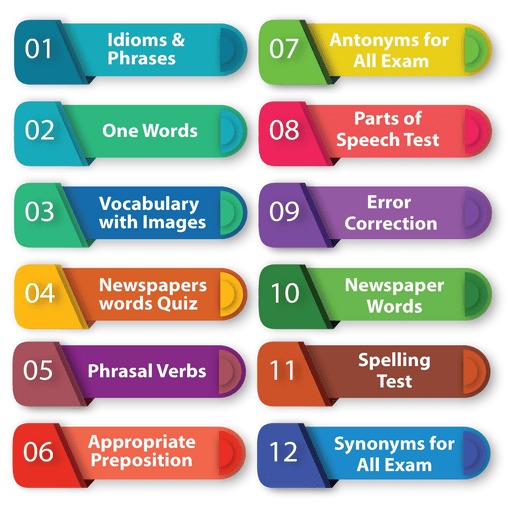 01
Idioms &
Phrases
02
One Words
03
Vocabulary
with Images
04
Newspapers
words Quiz
05
Phrasal Verbs
06
Appropriate
Preposition
07
Antonyms for
All Exam
08
Parts of
Speech Test
09
Error
Correction
10
Newspaper
Words
11
Spelling
Test
12
Synonyms for
All Exam